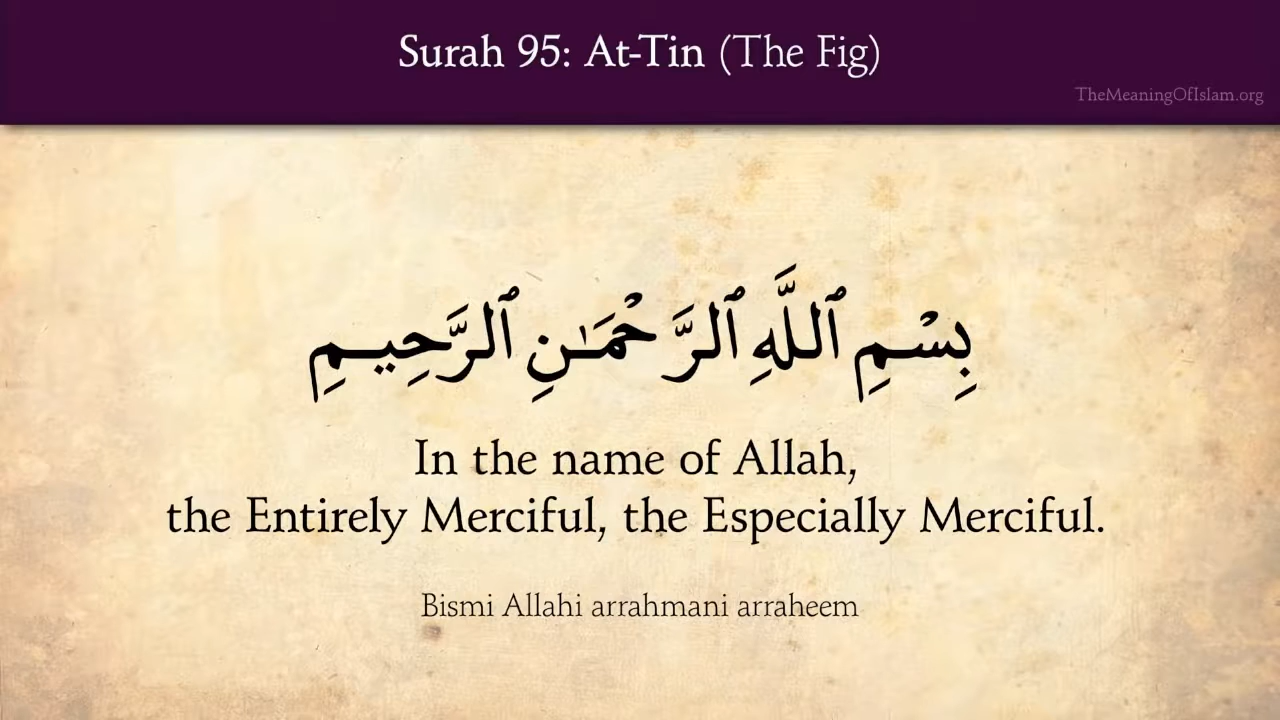 Surah 95: At-Tin (The Fig)
TheMeaningOfIslam.org
بِسْمِ ٱللَّهِ ٱلرَّحْمَـٰنِ ٱلرَّحِيـمِ
In the name of Allah,
the Entirely Merciful, the Especially Merciful.
Bismi Allahi arrahmani arraheem